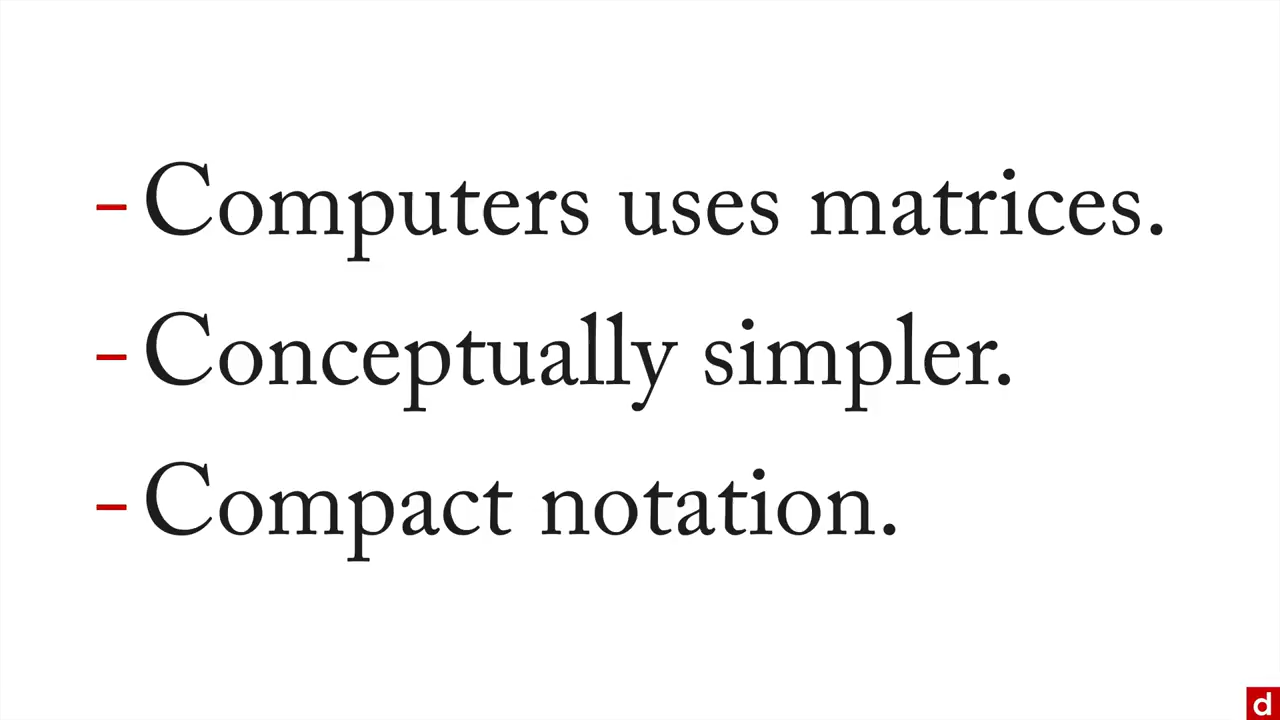 - Computers uses matrices.
- Conceptually simpler.
- Compact notation.
d